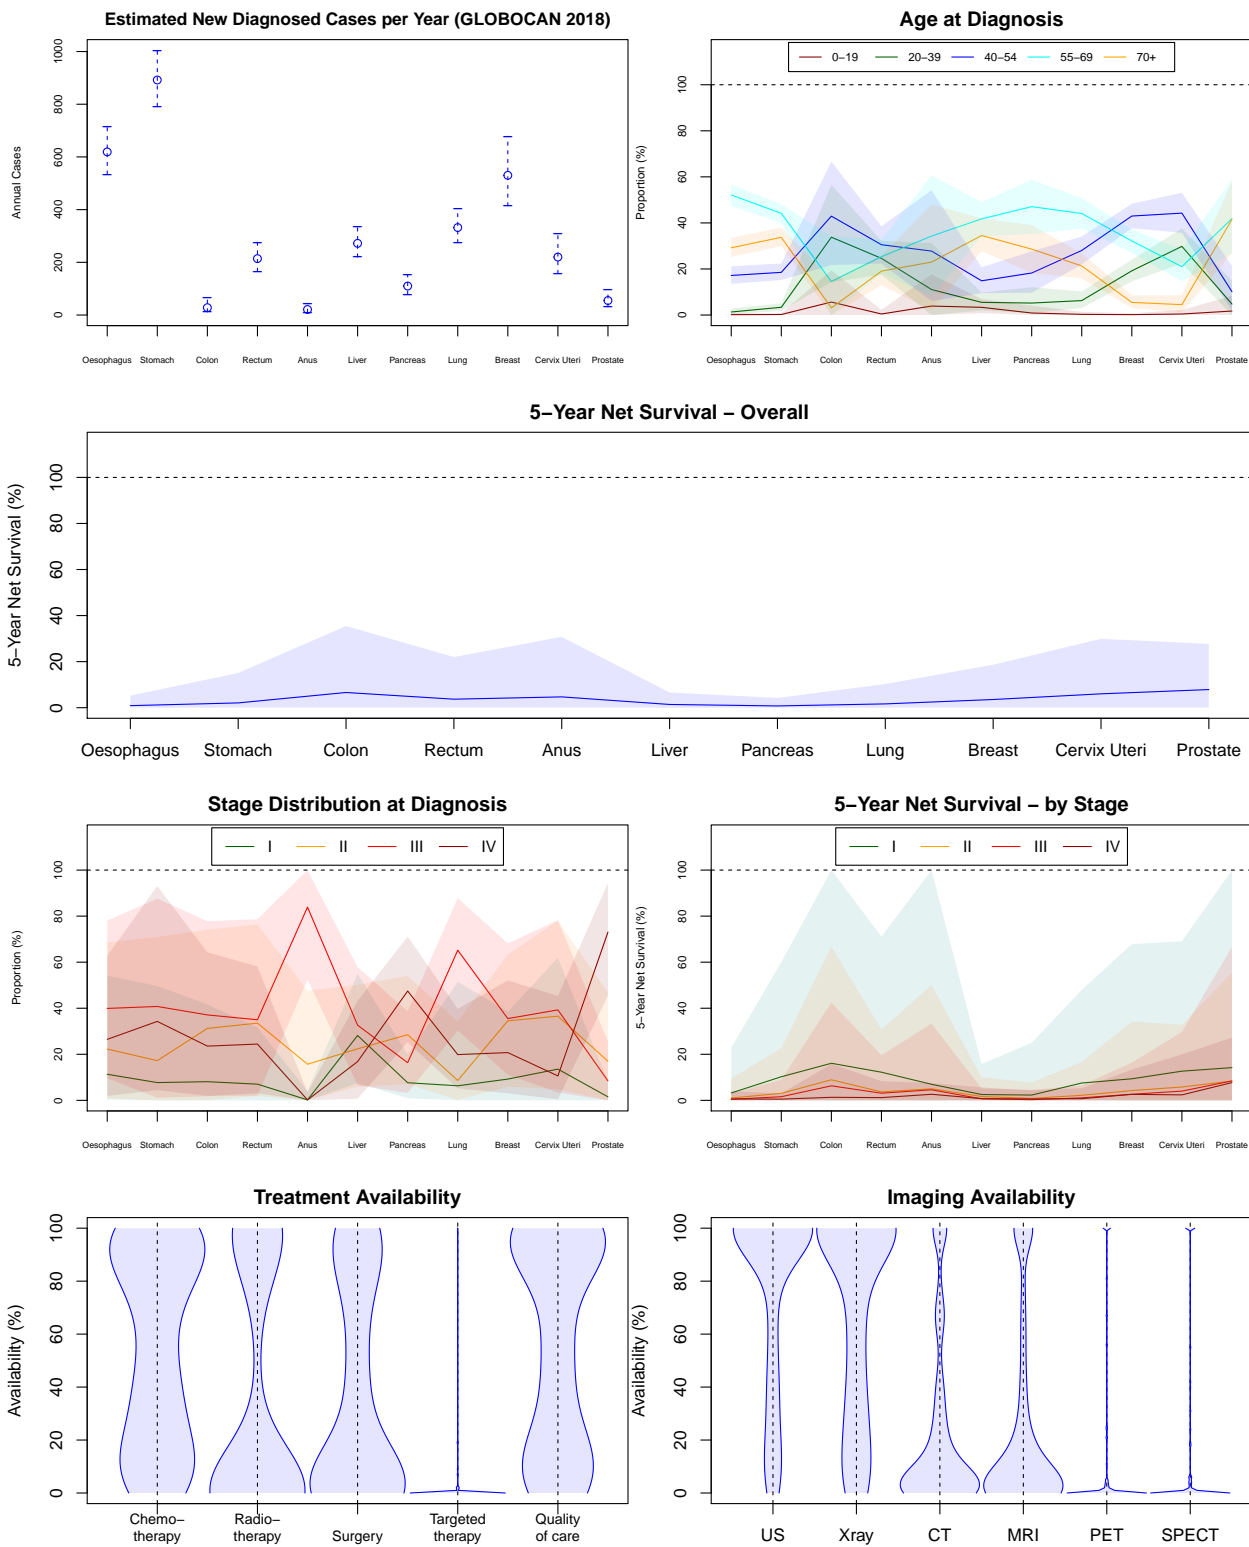 Estimated New Diagnosed Cases per Year (GLOBOCAN 2018)
Annual Cases
0 200 400 600 800 1000
Oesophagus Stomach Colon Rectum Anus Liver Pancreas Lung Breast Cervix Uteri Prostate
Age at Diagnosis
0−19 20−39 40−54 55−69 70+
Proportion (%)
0 20 40 60 80 100
Oesophagus Stomach Colon Rectum Anus Liver Pancreas Lung Breast Cervix Uteri Prostate
5−Year Net Survival − Overall
5−Year Net Survival (%)
0 20 40 60 80 100
Oesophagus Stomach Colon Rectum Anus Liver Pancreas Lung Breast Cervix Uteri Prostate
Stage Distribution at Diagnosis
I II III IV
Proportion (%)
0 20 40 60 80 100
Oesophagus Stomach Colon Rectum Anus Liver Pancreas Lung Breast Cervix Uteri Prostate
5−Year Net Survival − by Stage
I II III IV
5−Year Net Survival (%)
0 20 40 60 80 100
Oesophagus Stomach Colon Rectum Anus Liver Pancreas Lung Breast Cervix Uteri Prostate
Treatment Availability
Availability (%)
0 20 40 60 80 100
Chemo−
therapy
Radio−
therapy
Surgery
Targeted
therapy
Quality
of care
Imaging Availability
Availability (%)
0 20 40 60 80 100
US Xray CT MRI PET SPECT